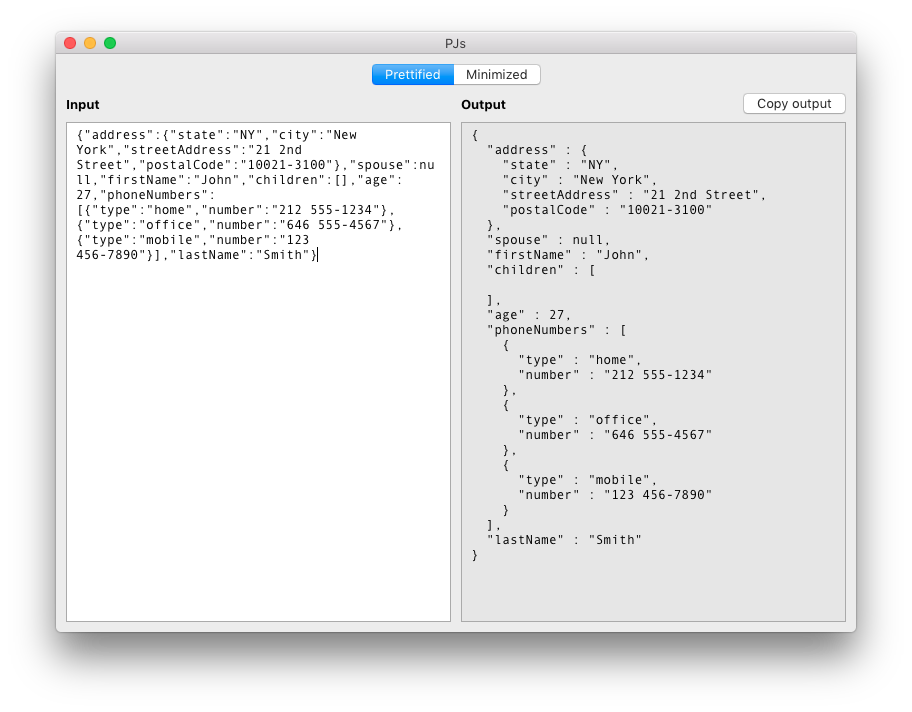 PJs
Prettified Minimized
Input
Output
Copy output
{"address":{"state":"NY","city":"New
York","streetAddress":"21 2nd
Street","postalCode":"10021-3100"},"spouse":nu
ll,"firstName":"John","children":[],"age":
27,"phoneNumbers":
[{"type":"home","number":"212 555-1234"},
{"type":"office","number":"646 555-4567"},
{"type":"mobile","number":"123
456-7890"}],"lastName":"Smith"}
{
  "address" : {
    "state" : "NY",
    "city" : "New York",
    "streetAddress" : "21 2nd Street",
    "postalCode" : "10021-3100"
  },
  "spouse" : null,
  "firstName" : "John",
  "children" : [

  ],
  "age" : 27,
  "phoneNumbers" : [
    {
      "type" : "home",
      "number" : "212 555-1234"
    },
    {
      "type" : "office",
      "number" : "646 555-4567"
    },
    {
      "type" : "mobile",
      "number" : "123 456-7890"
    }
  ],
  "lastName" : "Smith"
}